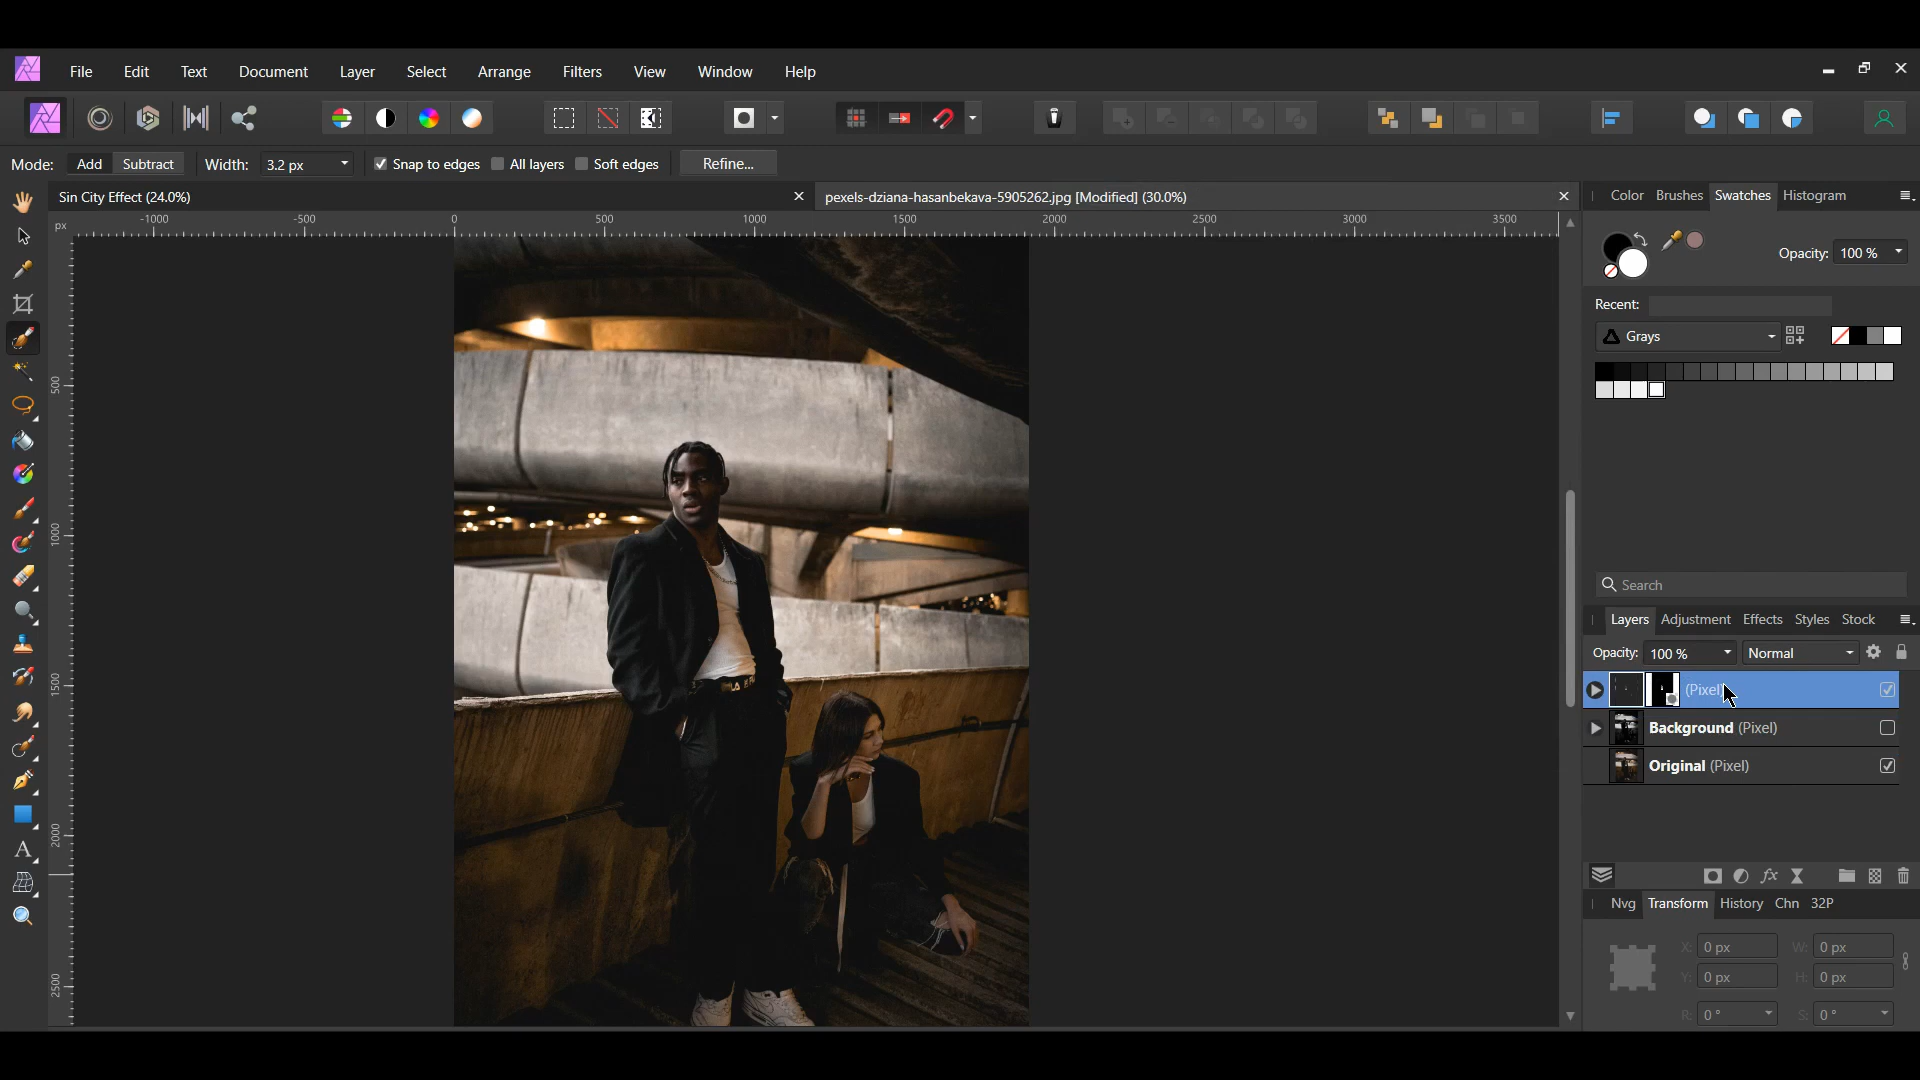 File Edit Text Document Layer Select Arrange Filters View Window Help
Mode: Add Subtract Width: 3.2 px Snap to edges All layers Soft edges Refine...
Sin City Effect (24.0%)
pexels-dziana-hasanbekava-5905262.jpg [Modified] (30.0%)
px -1000 -500 0 500 1000 1500 2000 2500 3000 3500
500
1000
1500
2000
2500
Color Brushes Swatches Histogram
Opacity: 100 %
Recent:
Grays
Search
Layers Adjustment Effects Styles Stock
Opacity: 100 % Normal
(Pixel)
Background (Pixel)
Original (Pixel)
Nvg Transform History Chn 32P
X: 0 px W: 0 px
Y: 0 px H: 0 px
R: 0 ° S: 0 °